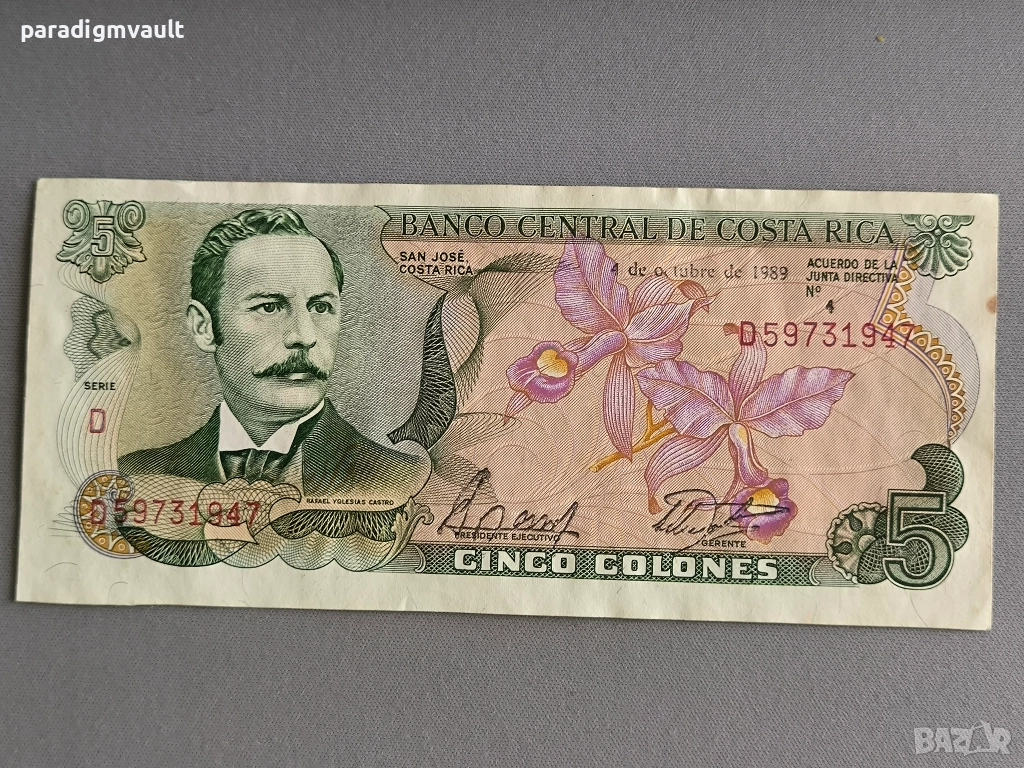 paradigmvault
5
BANCO CENTRAL DE COSTA RICA
SAN JOSÉ,
COSTA RICA
4 de octubre de 1989
ACUERDO DE LA
JUNTA DIRECTIVA
Nº
4
D59731947
SERIE
D
RAFAEL YGLESIAS CASTRO
D59731947
PRESIDENTE EJECUTIVO
GERENTE
CINCO COLONES
5
BAZAR